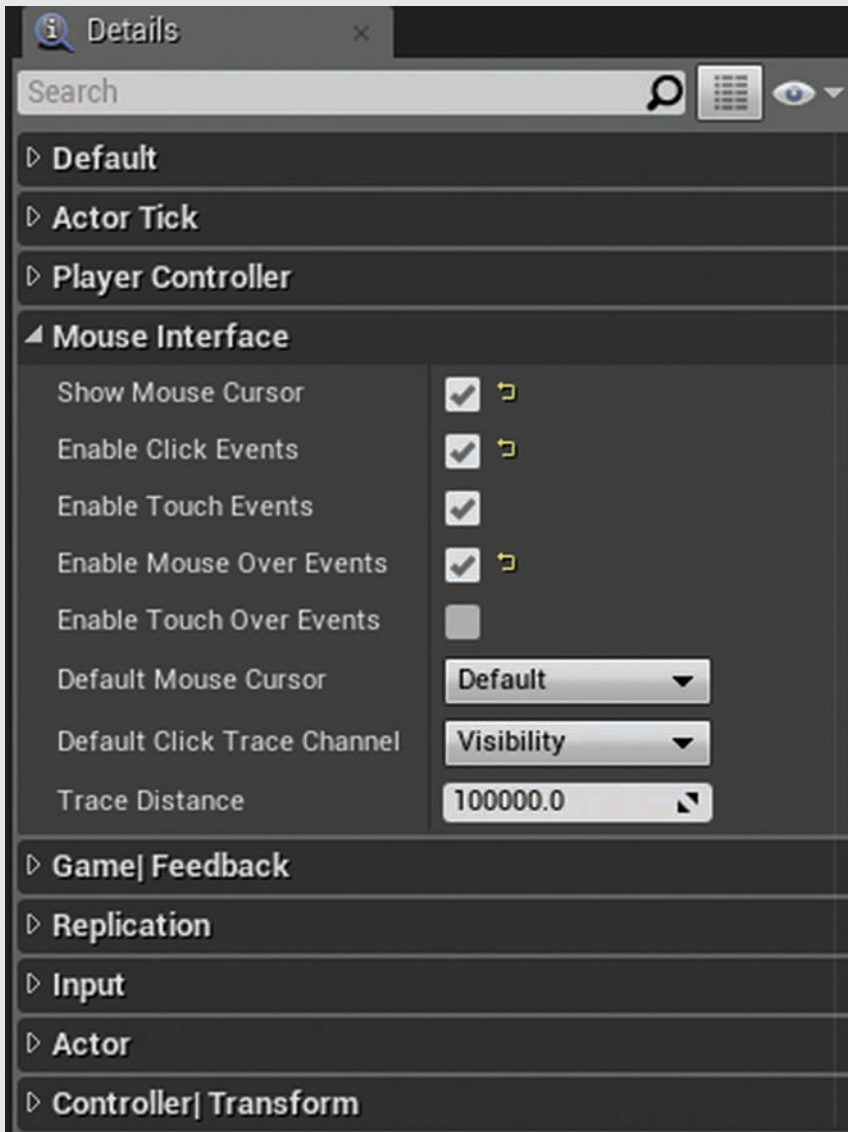 Details
Search
Default
Actor Tick
Player Controller
Mouse Interface
Show Mouse Cursor
Enable Click Events
Enable Touch Events
Enable Mouse Over Events
Enable Touch Over Events
Default Mouse Cursor Default
Default Click Trace Channel Visibility
Trace Distance 100000.0
Game| Feedback
Replication
Input
Actor
Controller| Transform